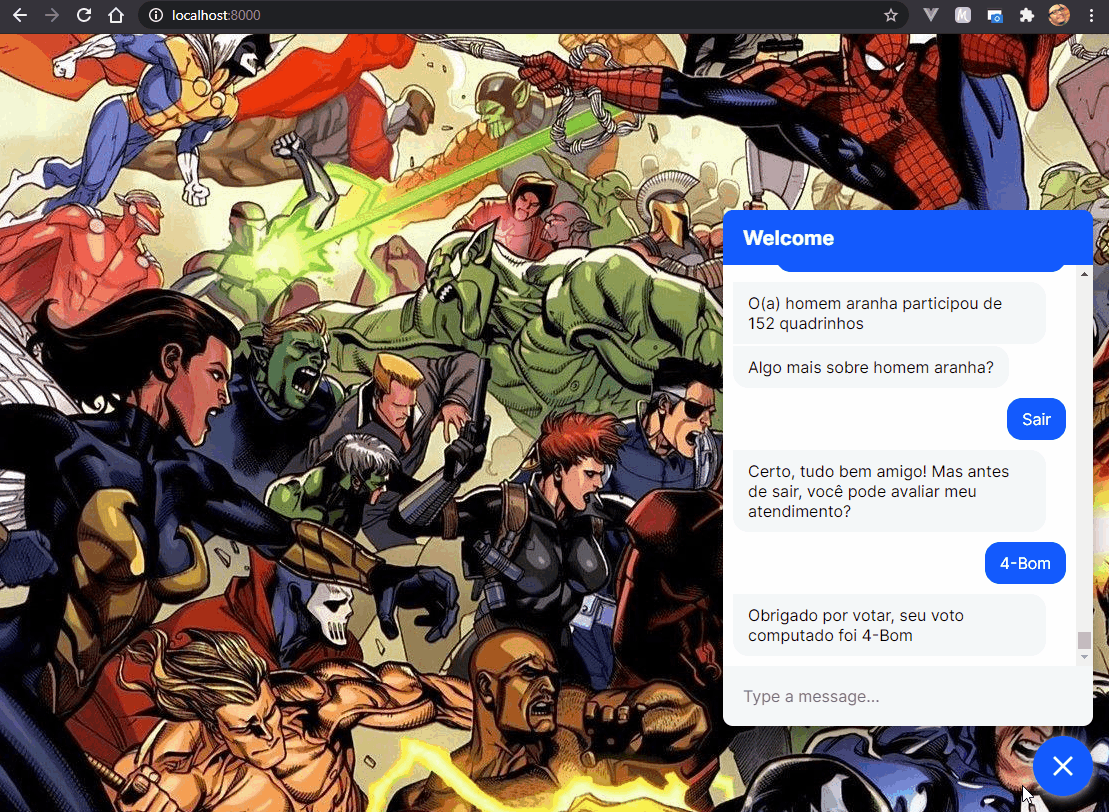 localhost:8000
Welcome
O(a) homem aranha participou de
152 quadrinhos
Algo mais sobre homem aranha?
Sair
Certo, tudo bem amigo! Mas antes
de sair, você pode avaliar meu
atendimento?
4-Bom
Obrigado por votar, seu voto
computado foi 4-Bom
Type a message...